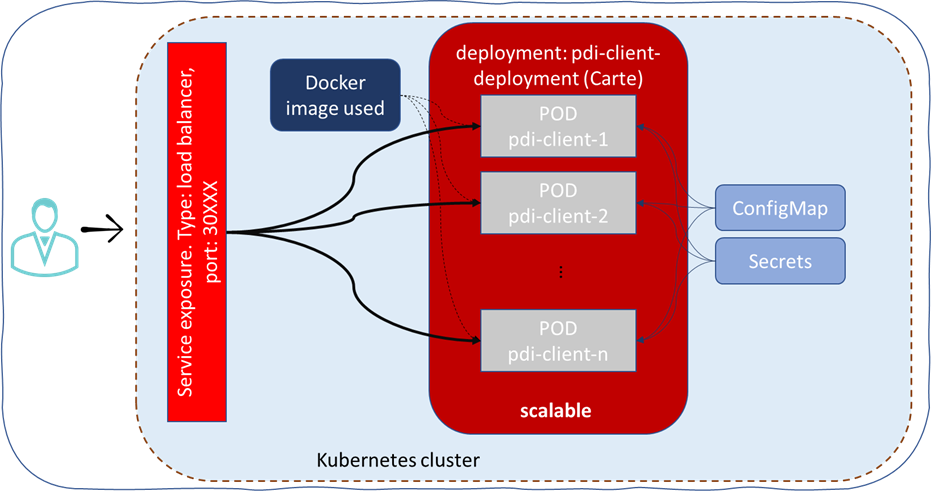 Service exposure. Type: load balancer,
port: 30XXX
Docker
image used
deployment: pdi-client-
deployment (Carte)
POD
pdi-client-1
POD
pdi-client-2
...
POD
pdi-client-n
scalable
ConfigMap
Secrets
Kubernetes cluster